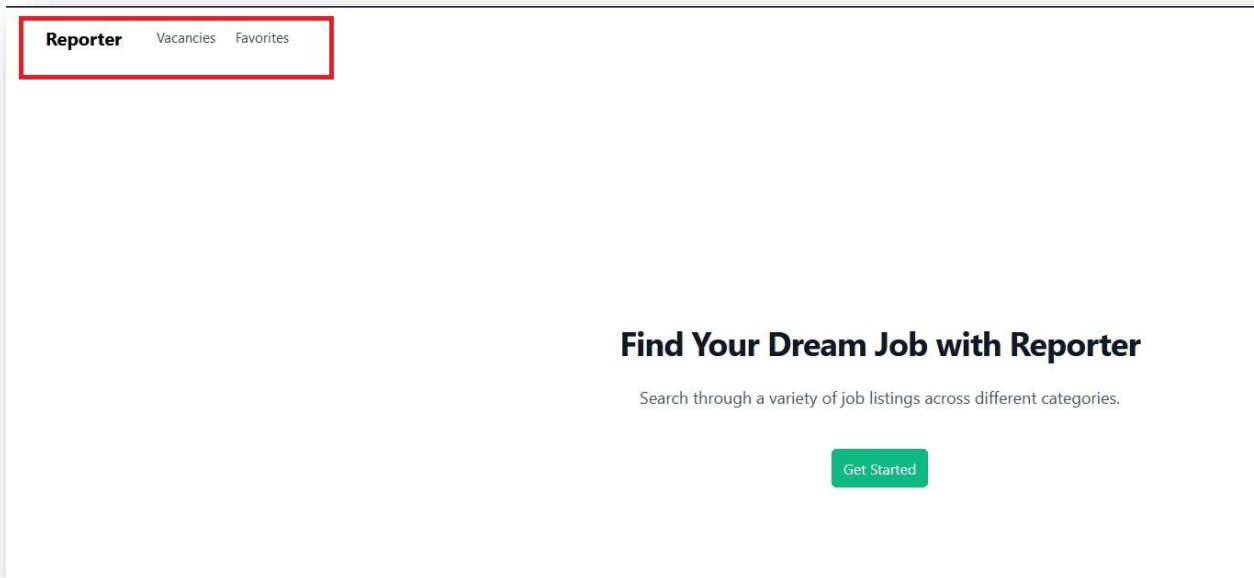 Reporter Vacancies Favorites
Find Your Dream Job with Reporter
Search through a variety of job listings across different categories.
Get Started